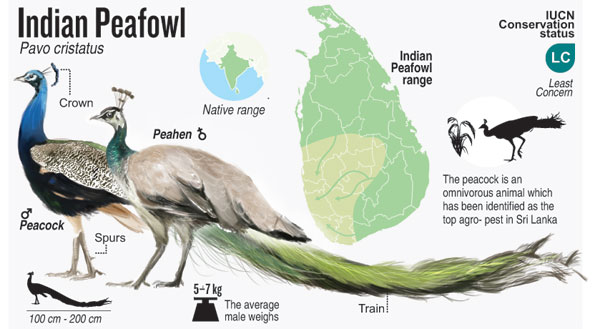 Indian Peafowl
Pavo cristatus
Crown
Native range
Peahen
Peacock
Spurs
100 cm - 200 cm
5-7 kg
The average
male weighs
Train
Indian
Peafowl
range
IUCN
Conservation
status
LC
Least
Concern
The peacock is an
omnivorous animal which
has been identified as the
top agro- pest in Sri Lanka